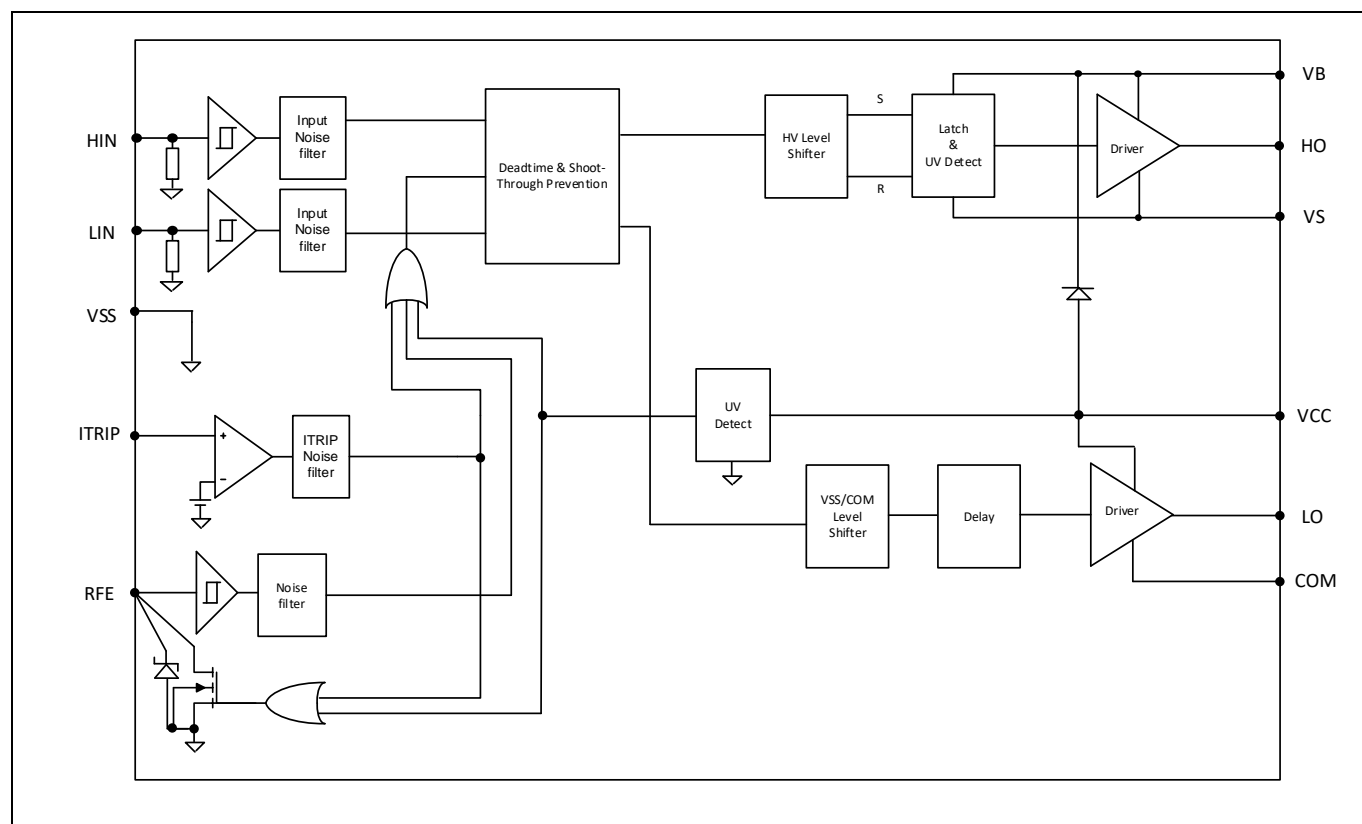 VB
HIN
Input
Noise
filter
Deadtime & Shoot-
Through Prevention
HV Level
Shifter
S
R
Latch
&
UV Detect
Driver
HO
LIN
Input
Noise
filter
VS
VSS
ITRIP
+
-
ITRIP
Noise
filter
UV
Detect
VCC
VSS/COM
Level
Shifter
Delay
Driver
LO
COM
RFE
Noise
filter